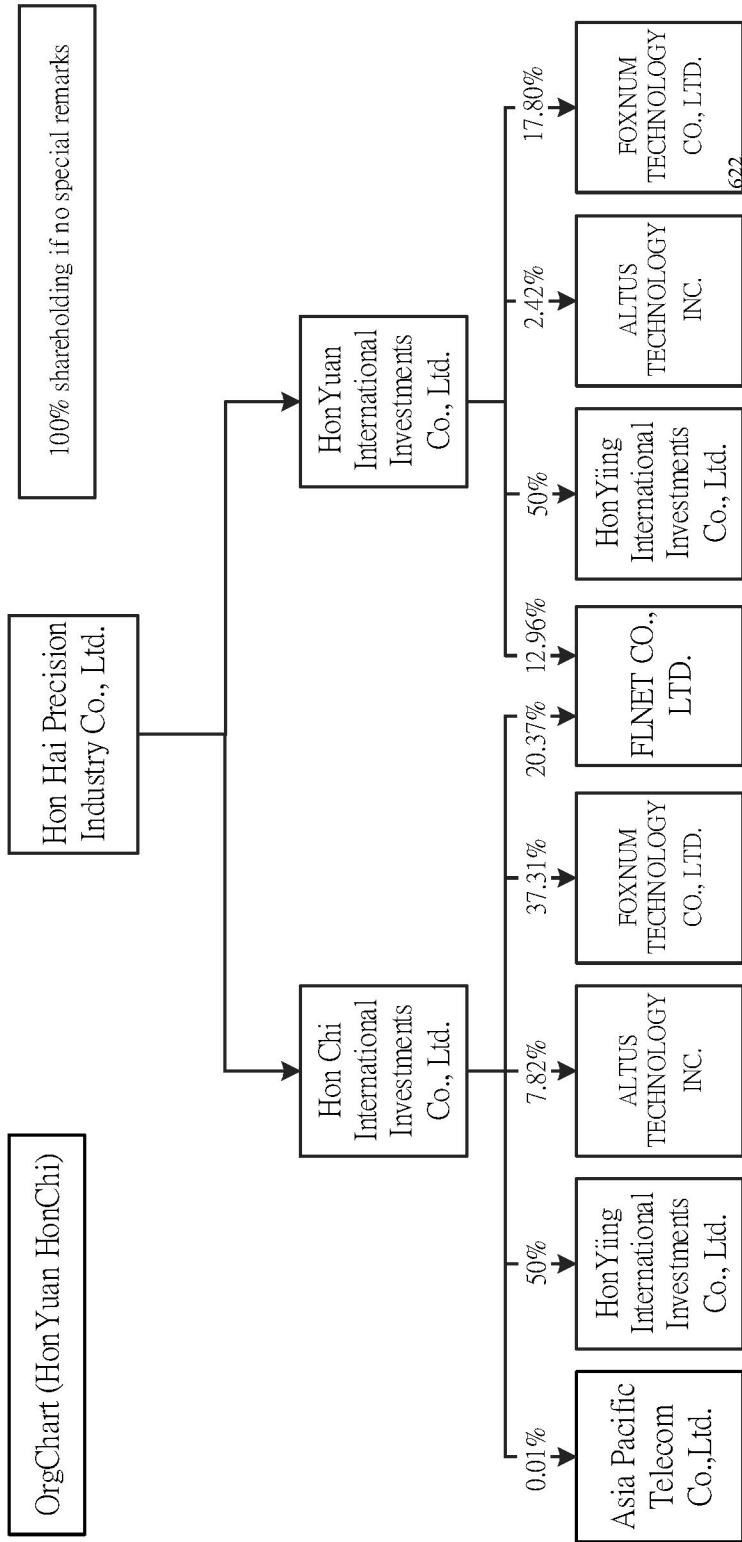 OrgChart (HonYuan HonChi)
Hon Hai Precision
Industry Co., Ltd.
100% shareholding if no special remarks
Hon Chi
International
Investments
Co., Ltd.
HonYuan
International
Investments
Co., Ltd.
0.01%
50%
7.82%
37.31%
20.37%
12.96%
50%
2.42%
17.80%
Asia Pacific
Telecom
Co.,Ltd.
HonYiing
International
Investments
Co., Ltd.
ALTUS
TECHNOLOGY
INC.
FOXNUM
TECHNOLOGY
CO., LTD.
FLNET CO.,
LTD.
HonYiing
International
Investments
Co., Ltd.
ALTUS
TECHNOLOGY
INC.
FOXNUM
TECHNOLOGY
CO., LTD.
622